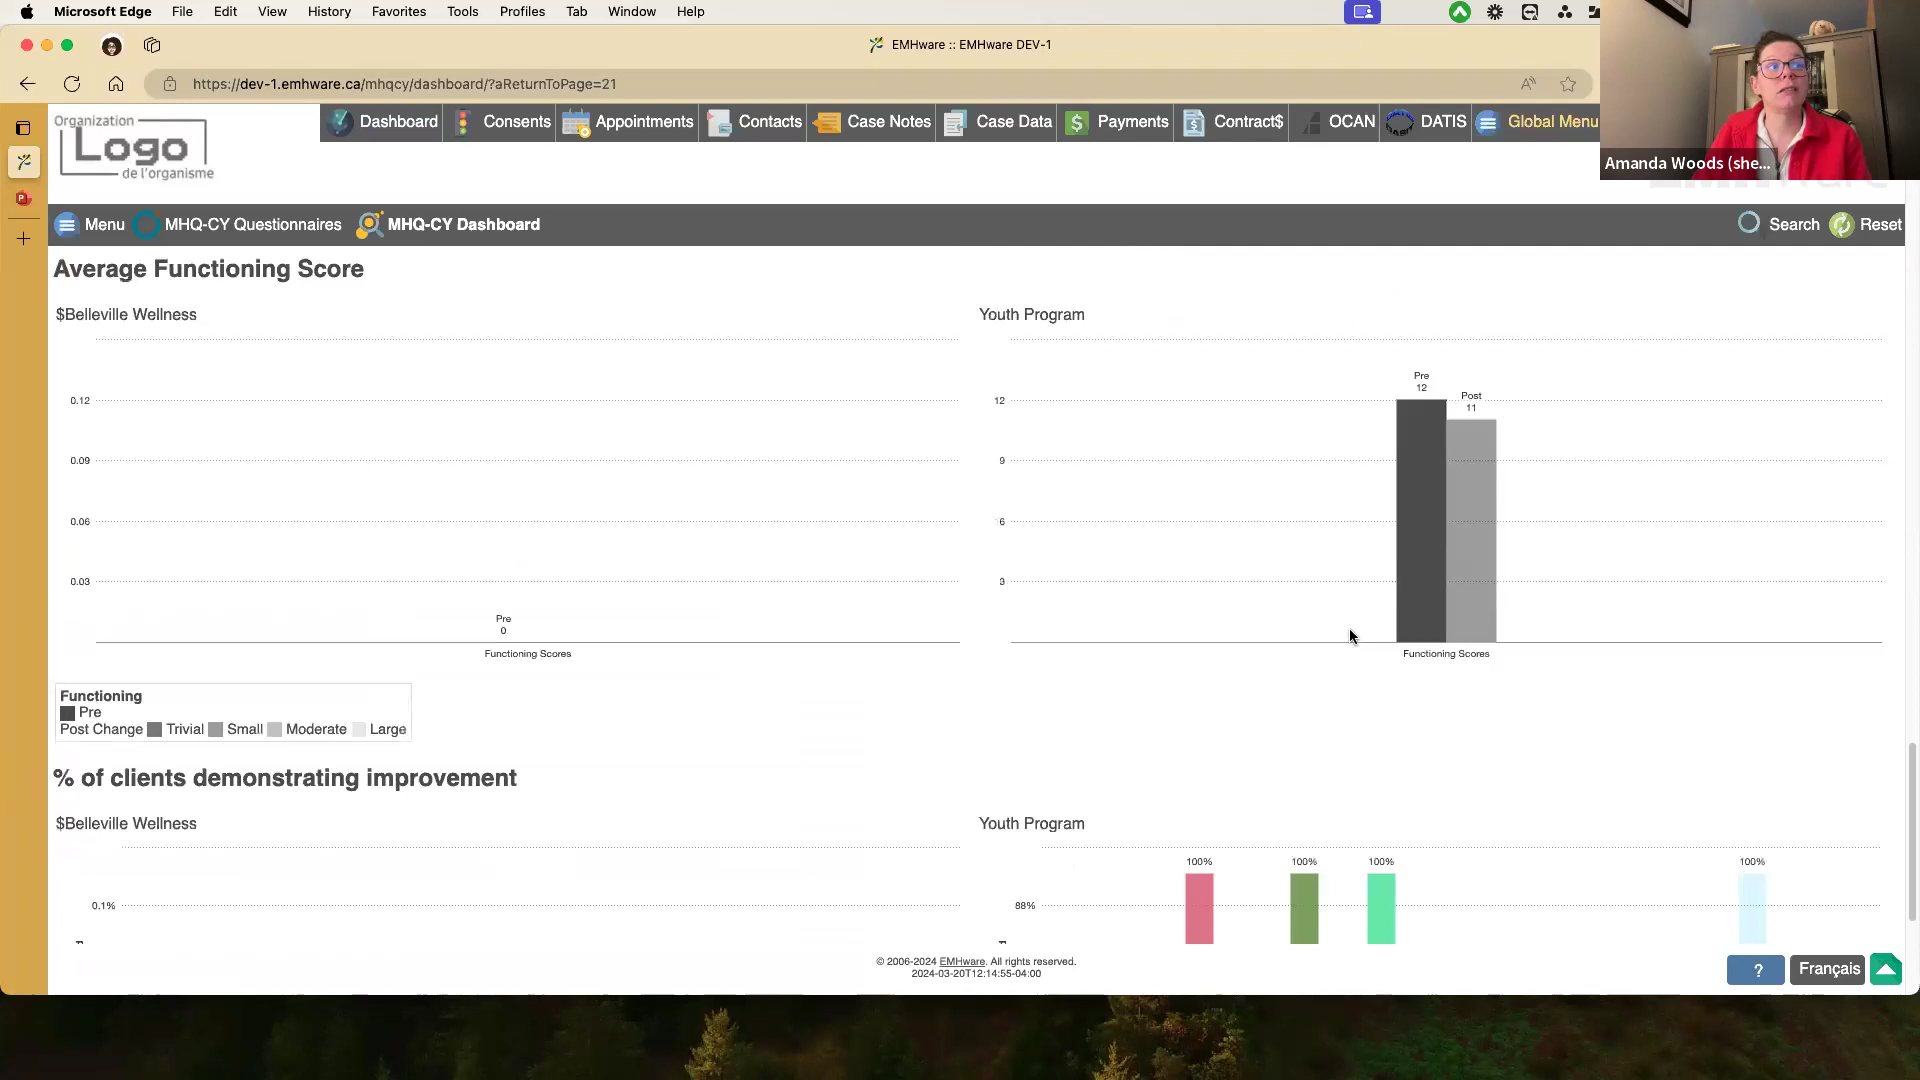 Microsoft Edge File Edit View History Favorites Tools Profiles Tab Window Help
EMHware :: EMHware DEV-1
https://dev-1.emhware.ca/mhqcy/dashboard/?aReturnToPage=21
Organization
Logo
de l'organisme
Dashboard Consents Appointments Contacts Case Notes Case Data Payments Contract$ OCAN DATIS Global Menu
Amanda Woods (she...
Menu MHQ-CY Questionnaires MHQ-CY Dashboard Search Reset
Average Functioning Score
$Belleville Wellness
0.12
0.09
0.06
0.03
Pre
0
Functioning Scores
Youth Program
12
9
6
3
Pre
12
Post
11
Functioning Scores
Functioning
Pre
Post Change Trivial Small Moderate Large
% of clients demonstrating improvement
$Belleville Wellness
0.1%
Youth Program
88%
100% 100% 100% 100%
© 2006-2024 EMHware. All rights reserved.
2024-03-20T12:14:55-04:00
? Français